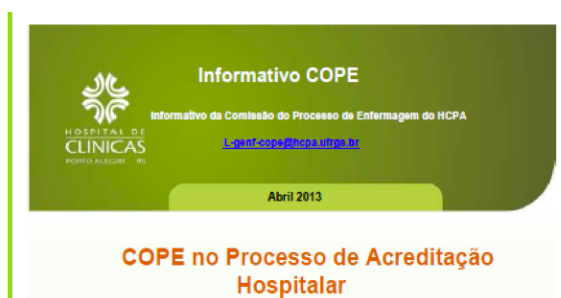 Informativo COPE
Informativo da Comissão do Processo de Enfermagem do HCPA
L-genf-cope@hcpa.ufrgs.br
HOSPITAL DE
CLINICAS
PORTO ALEGRE RS
Abril 2013
COPE no Processo de Acreditação
Hospitalar